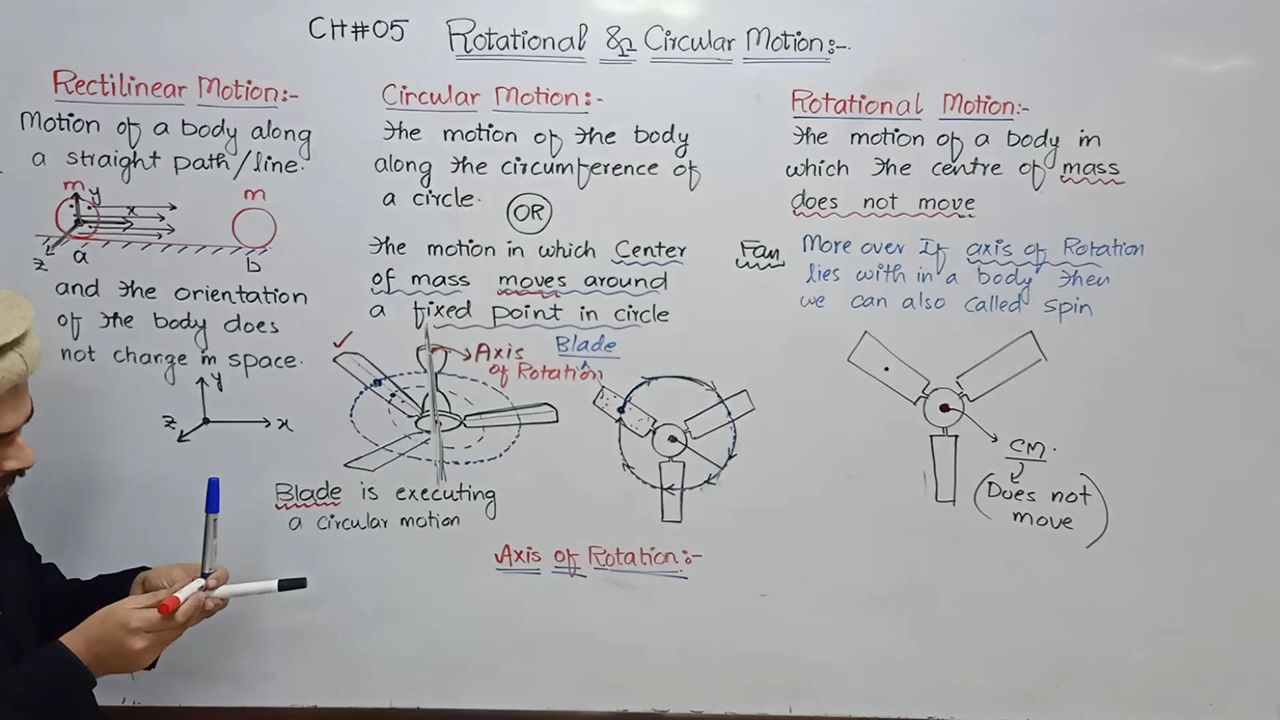 CH#05 Rotational & Circular Motion:-
Rectilinear Motion:-
Motion of a body along
a straight path/line.
m
y
x
z
a
m
b
and the orientation
of the body does
not change in space.
y
z
x
Circular Motion:-
The motion of the body
along the circumference of
a circle.
OR
The motion in which Center
of mass moves around
a fixed point in circle
Axis
of Rotation
Blade
Blade is executing
a circular motion
Axis of Rotation:-
Rotational Motion:-
The motion of a body in
which the centre of mass
does not move
Fan
More over If axis of Rotation
lies with in a body then
we can also called spin
CM.
(Does not
move)